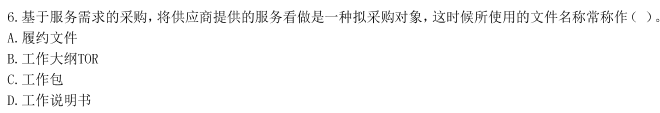 6.基于服务需求的采购，将供应商提供的服务看做是一种拟采购对象，这时候所使用的文件名称常称作（ ）。
A.履约文件
B.工作大纲TOR
C.工作包
D.工作说明书